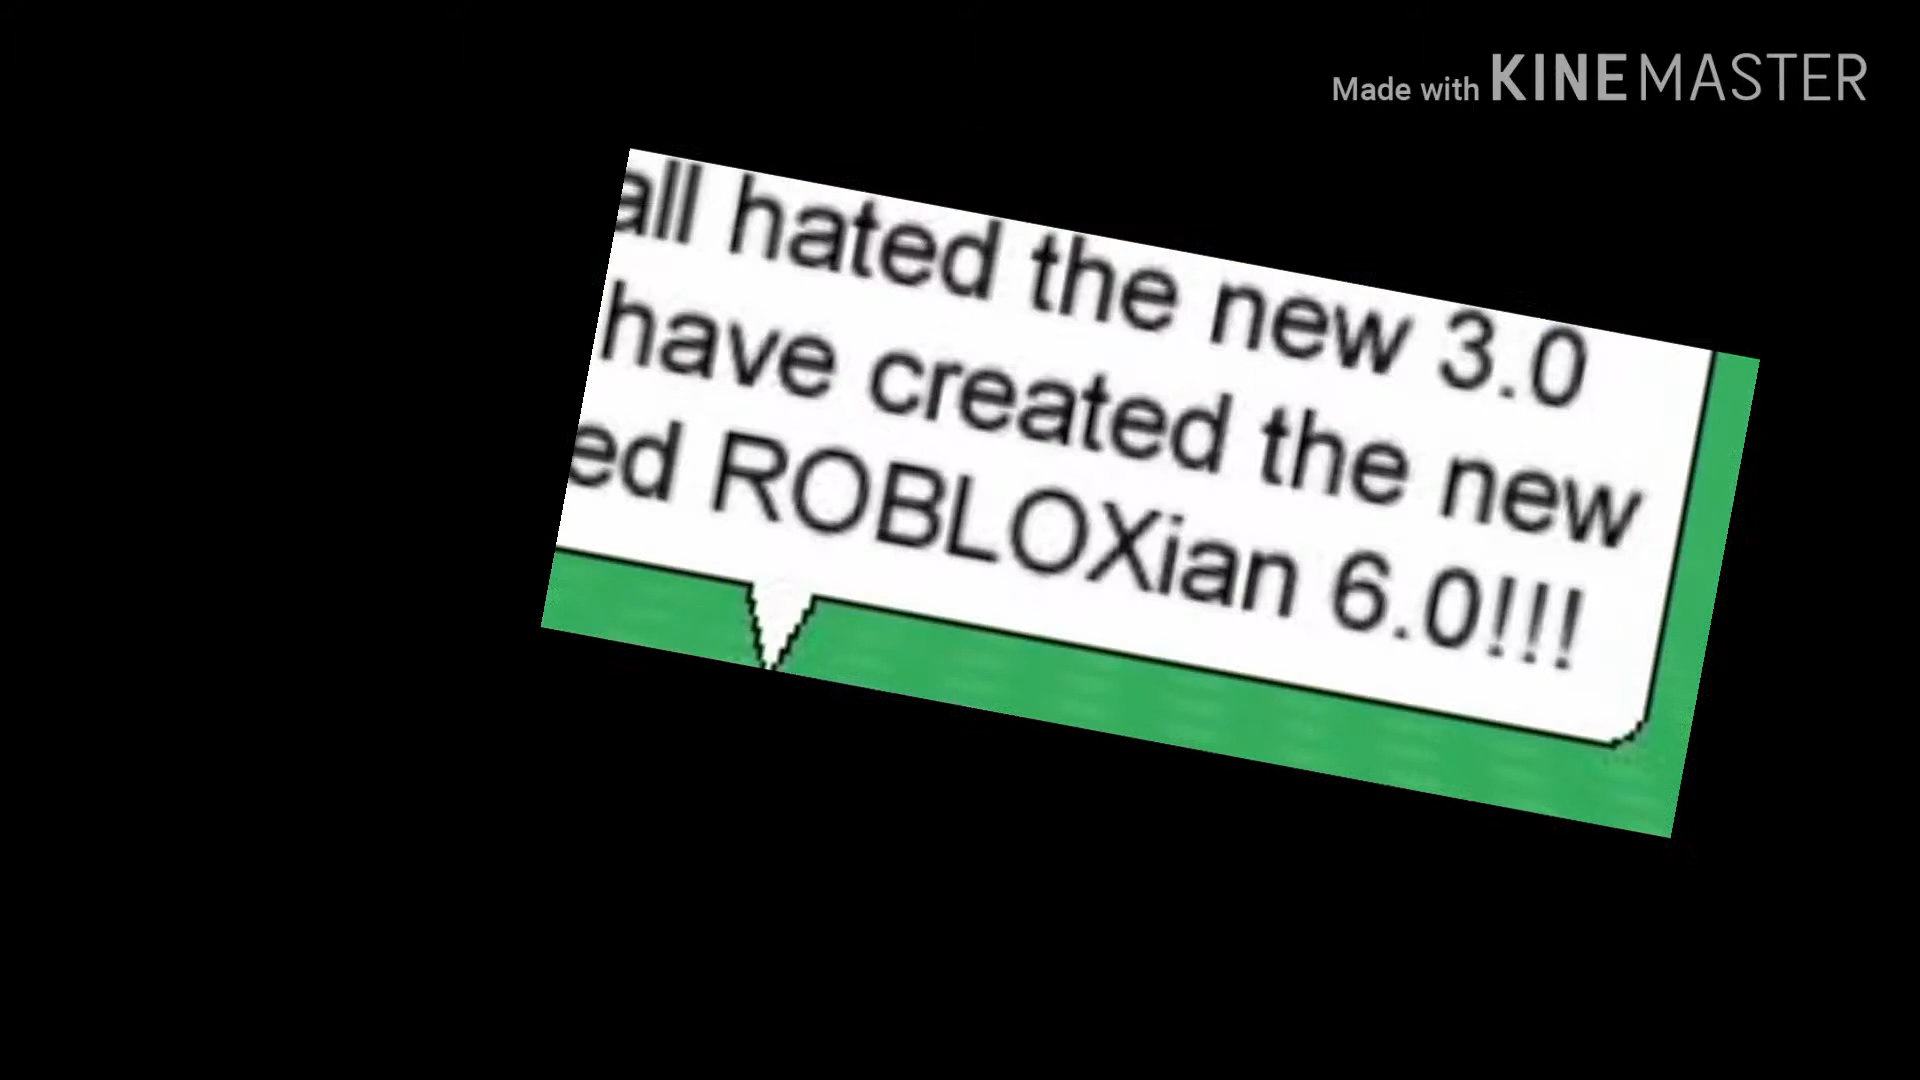 Made with KINEMASTER
all hated the new 3.0
have created the new
ed ROBLOXian 6.0!!!